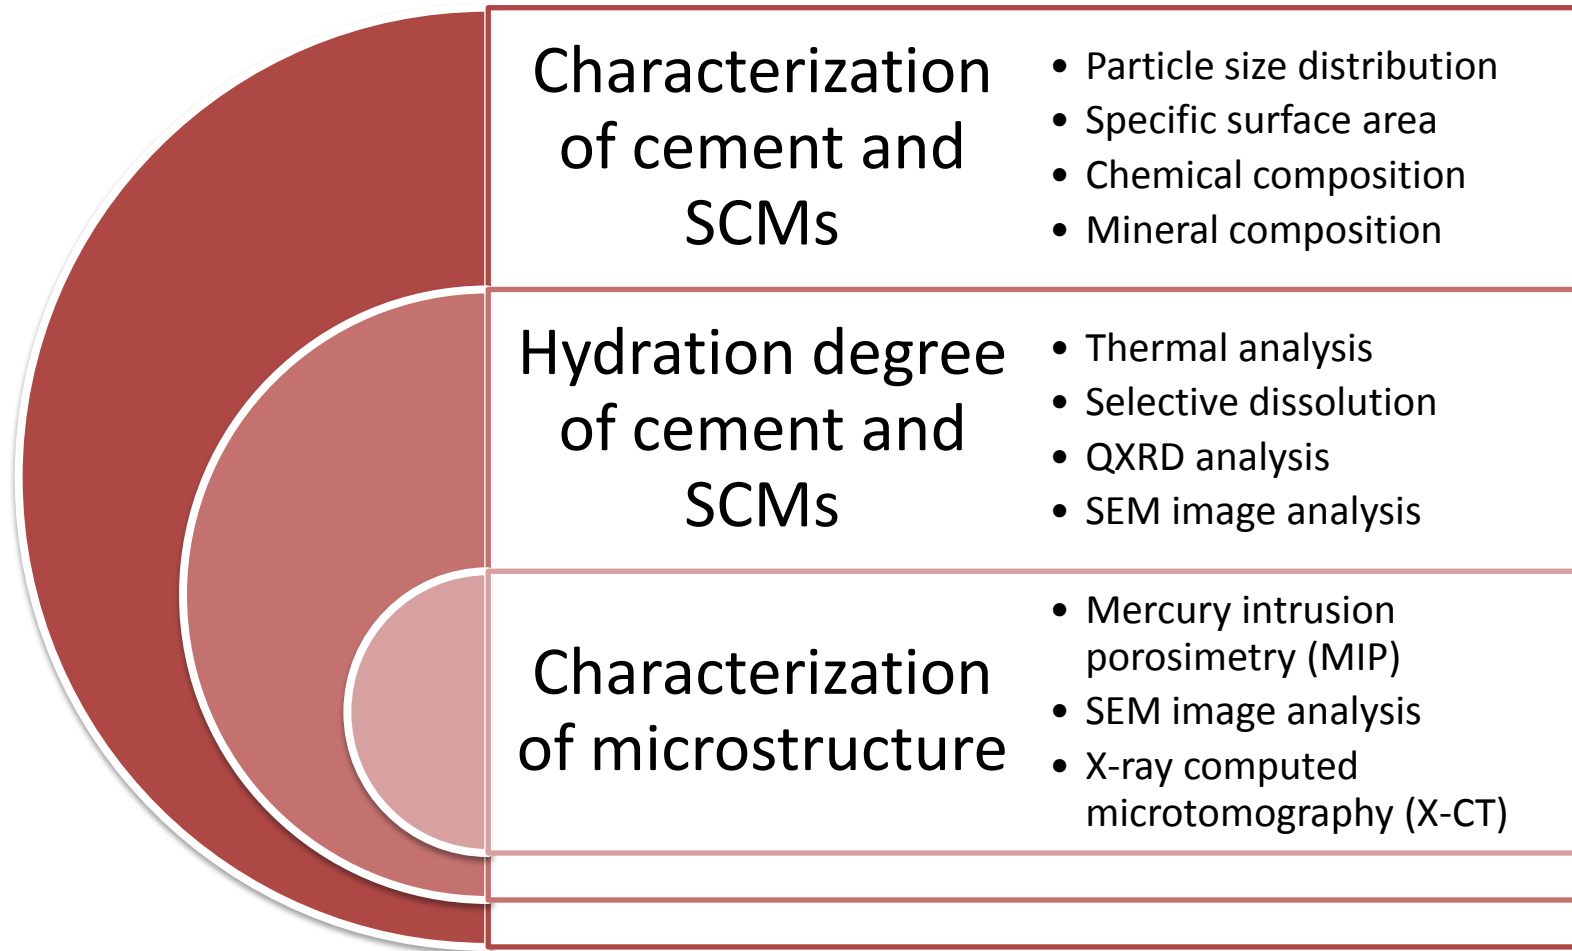 Characterization
of cement and
SCMs
• Particle size distribution
• Specific surface area
• Chemical composition
• Mineral composition
Hydration degree
of cement and
SCMs
• Thermal analysis
• Selective dissolution
• QXRD analysis
• SEM image analysis
Characterization
of microstructure
• Mercury intrusion
porosimetry (MIP)
• SEM image analysis
• X-ray computed
microtomography (X-CT)